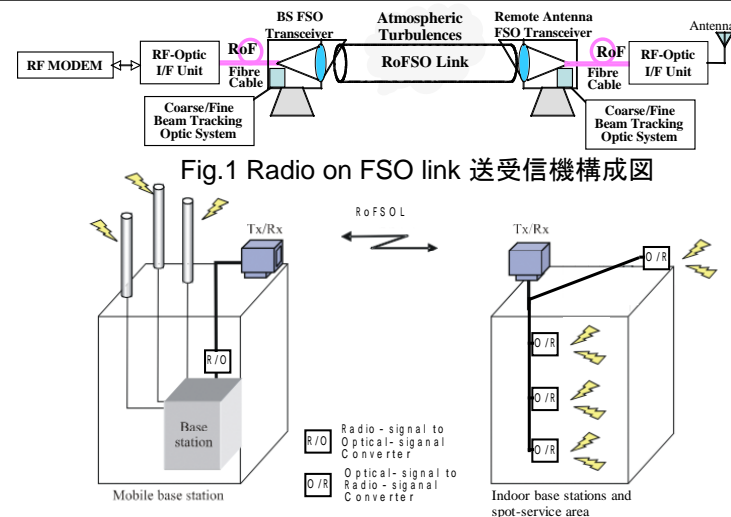 BS FSO
Transceiver
Atmospheric
Turbulences
Remote Antenna
FSO Transceiver
Antenna
RF MODEM
RF-Optic
I/F Unit
RoF
Fibre
Cable
RoFSO Link
RoF
Fibre
Cable
RF-Optic
I/F Unit
Coarse/Fine
Beam Tracking
Optic System
Coarse/Fine
Beam Tracking
Optic System
Fig.1 Radio on FSO link 送受信機構成図
Tx/Rx
RoFSOL
Tx/Rx
O/R
R/O
O/R
O/R
O/R
Base
station
R/O
Radio-signal to
Optical-siganal
Converter
O/R
Optical-signal to
Radio-siganal
Converter
Mobile base station
Indoor base stations and
spot-service area